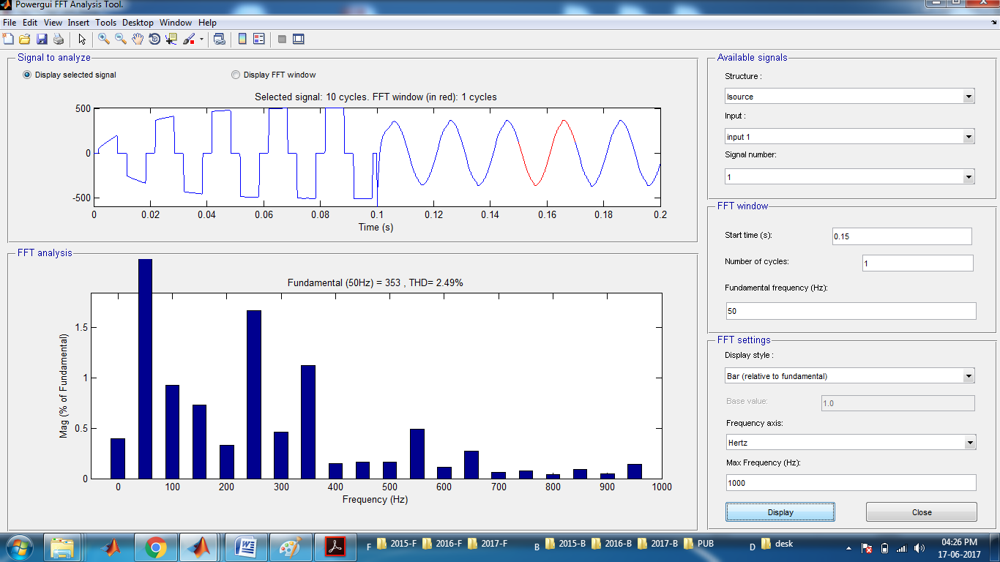 Powergui FFT Analysis Tool.
File Edit View Insert Tools Desktop Window Help
Signal to analyze
Display selected signal
Display FFT window
Selected signal: 10 cycles. FFT window (in red): 1 cycles
500
0
-500
0 0.02 0.04 0.06 0.08 0.1 0.12 0.14 0.16 0.18 0.2
Time (s)
FFT analysis
Fundamental (50Hz) = 353 , THD= 2.49%
Mag (% of Fundamental)
1.5
1
0.5
0
0 100 200 300 400 500 600 700 800 900 1000
Frequency (Hz)
Available signals
Structure :
Isource
Input :
input 1
Signal number:
1
FFT window
Start time (s):
0.15
Number of cycles:
1
Fundamental frequency (Hz):
50
FFT settings
Display style :
Bar (relative to fundamental)
Base value:
1.0
Frequency axis:
Hertz
Max Frequency (Hz):
1000
Display
Close
F 2015-F 2016-F 2017-F B 2015-B 2016-B 2017-B PUB D desk
04:26 PM
17-06-2017